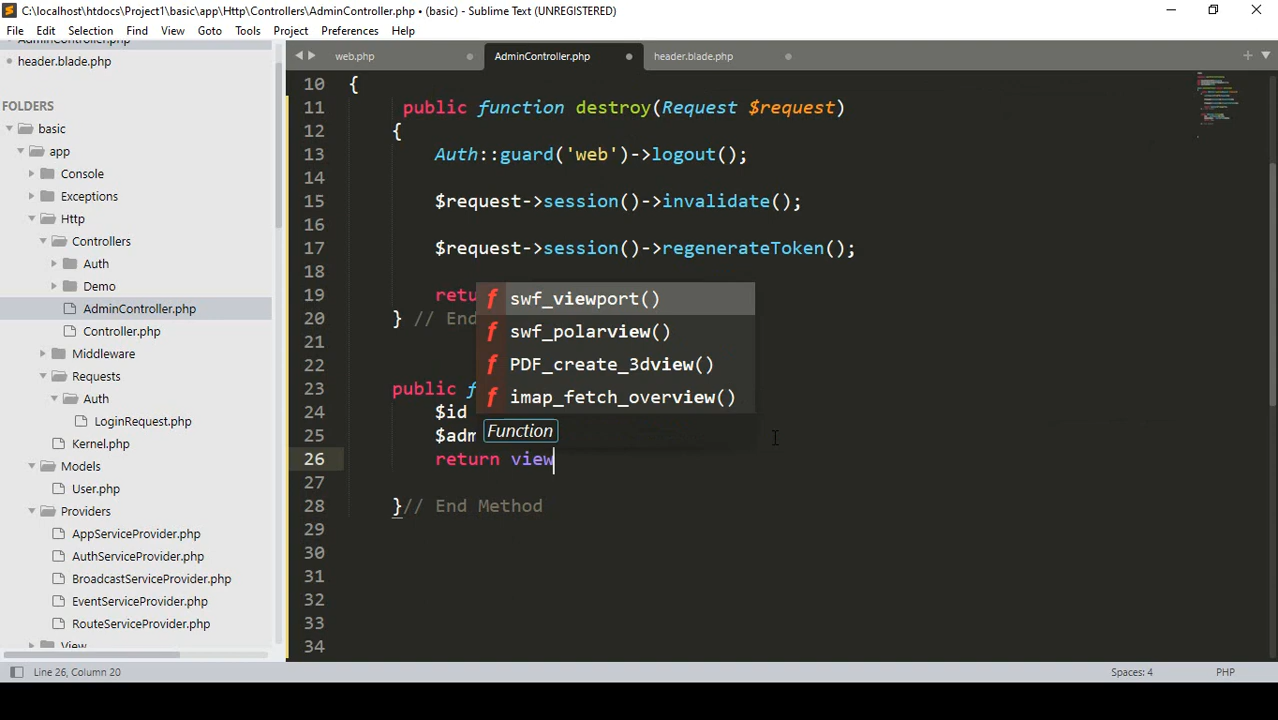 C:\localhost\htdocs\Project1\basic\app\Http\Controllers\AdminController.php • (basic) - Sublime Text (UNREGISTERED)
File Edit Selection Find View Goto Tools Project Preferences Help
AdminController.php
header.blade.php
FOLDERS
basic
app
Console
Exceptions
Http
Controllers
Auth
Demo
AdminController.php
Controller.php
Middleware
Requests
Auth
LoginRequest.php
Kernel.php
Models
User.php
Providers
AppServiceProvider.php
AuthServiceProvider.php
BroadcastServiceProvider.php
EventServiceProvider.php
RouteServiceProvider.php
View
web.php AdminController.php header.blade.php
10 {
11 public function destroy(Request $request)
12 {
13 Auth::guard('web')->logout();
14
15 $request->session()->invalidate();
16
17 $request->session()->regenerateToken();
18
19 retu
20 } // End
21
22
23 public f
24 $id
25 $adm
26 return view
27
28 }// End Method
29
30
31
32
33
34
f swf_viewport()
f swf_polarview()
f PDF_create_3dview()
f imap_fetch_overview()
Function
Line 26, Column 20 Spaces: 4 PHP